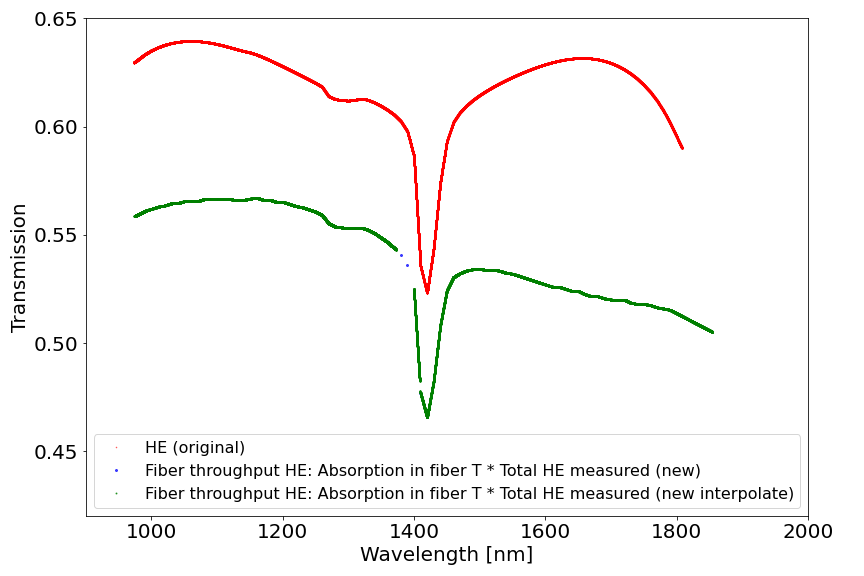 0.65
0.60
0.55
0.50
0.45
Transmission
HE (original)
Fiber throughput HE: Absorption in fiber T * Total HE measured (new)
Fiber throughput HE: Absorption in fiber T * Total HE measured (new interpolate)
1000
1200
1400
1600
1800
2000
Wavelength [nm]